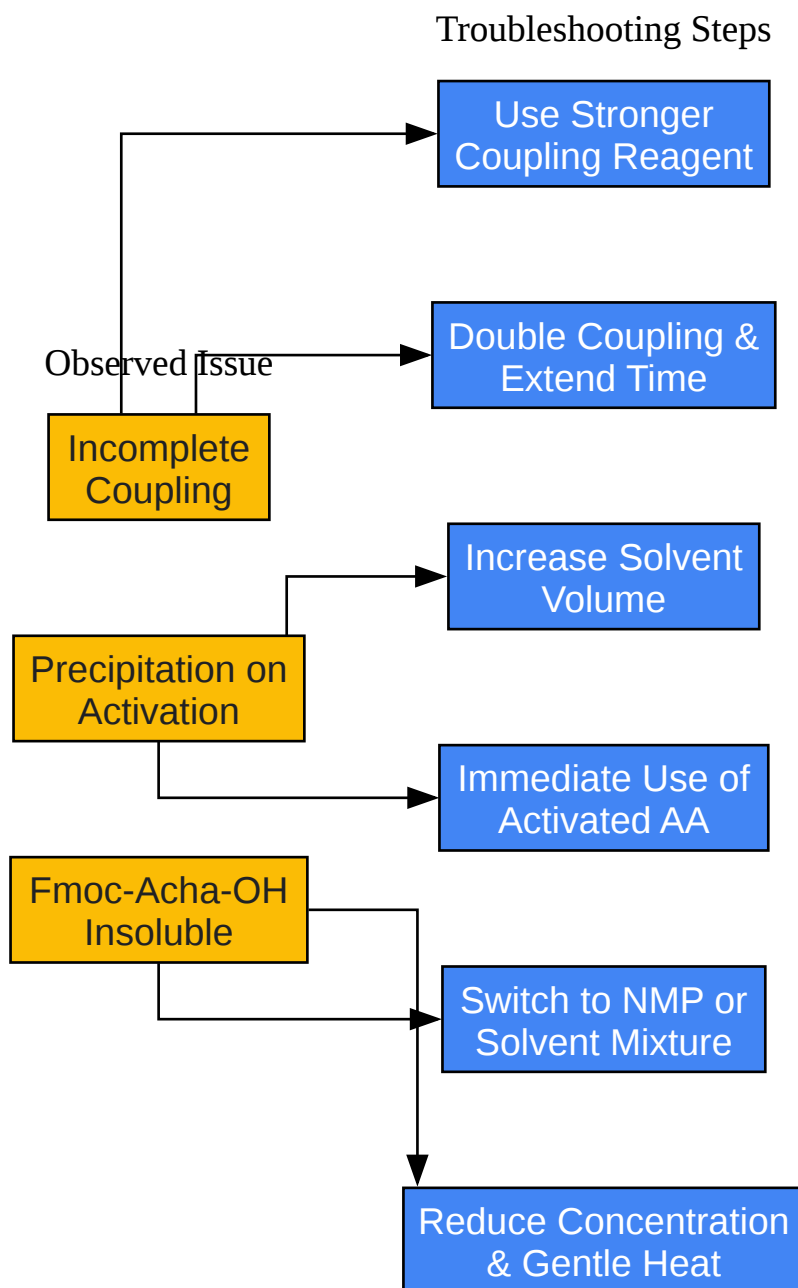 Troubleshooting Steps
Use Stronger
Coupling Reagent
Double Coupling &
Extend Time
Observed Issue
Incomplete
Coupling
Increase Solvent
Volume
Precipitation on
Activation
Immediate Use of
Activated AA
Fmoc-Acha-OH
Insoluble
Switch to NMP or
Solvent Mixture
Reduce Concentration
& Gentle Heat